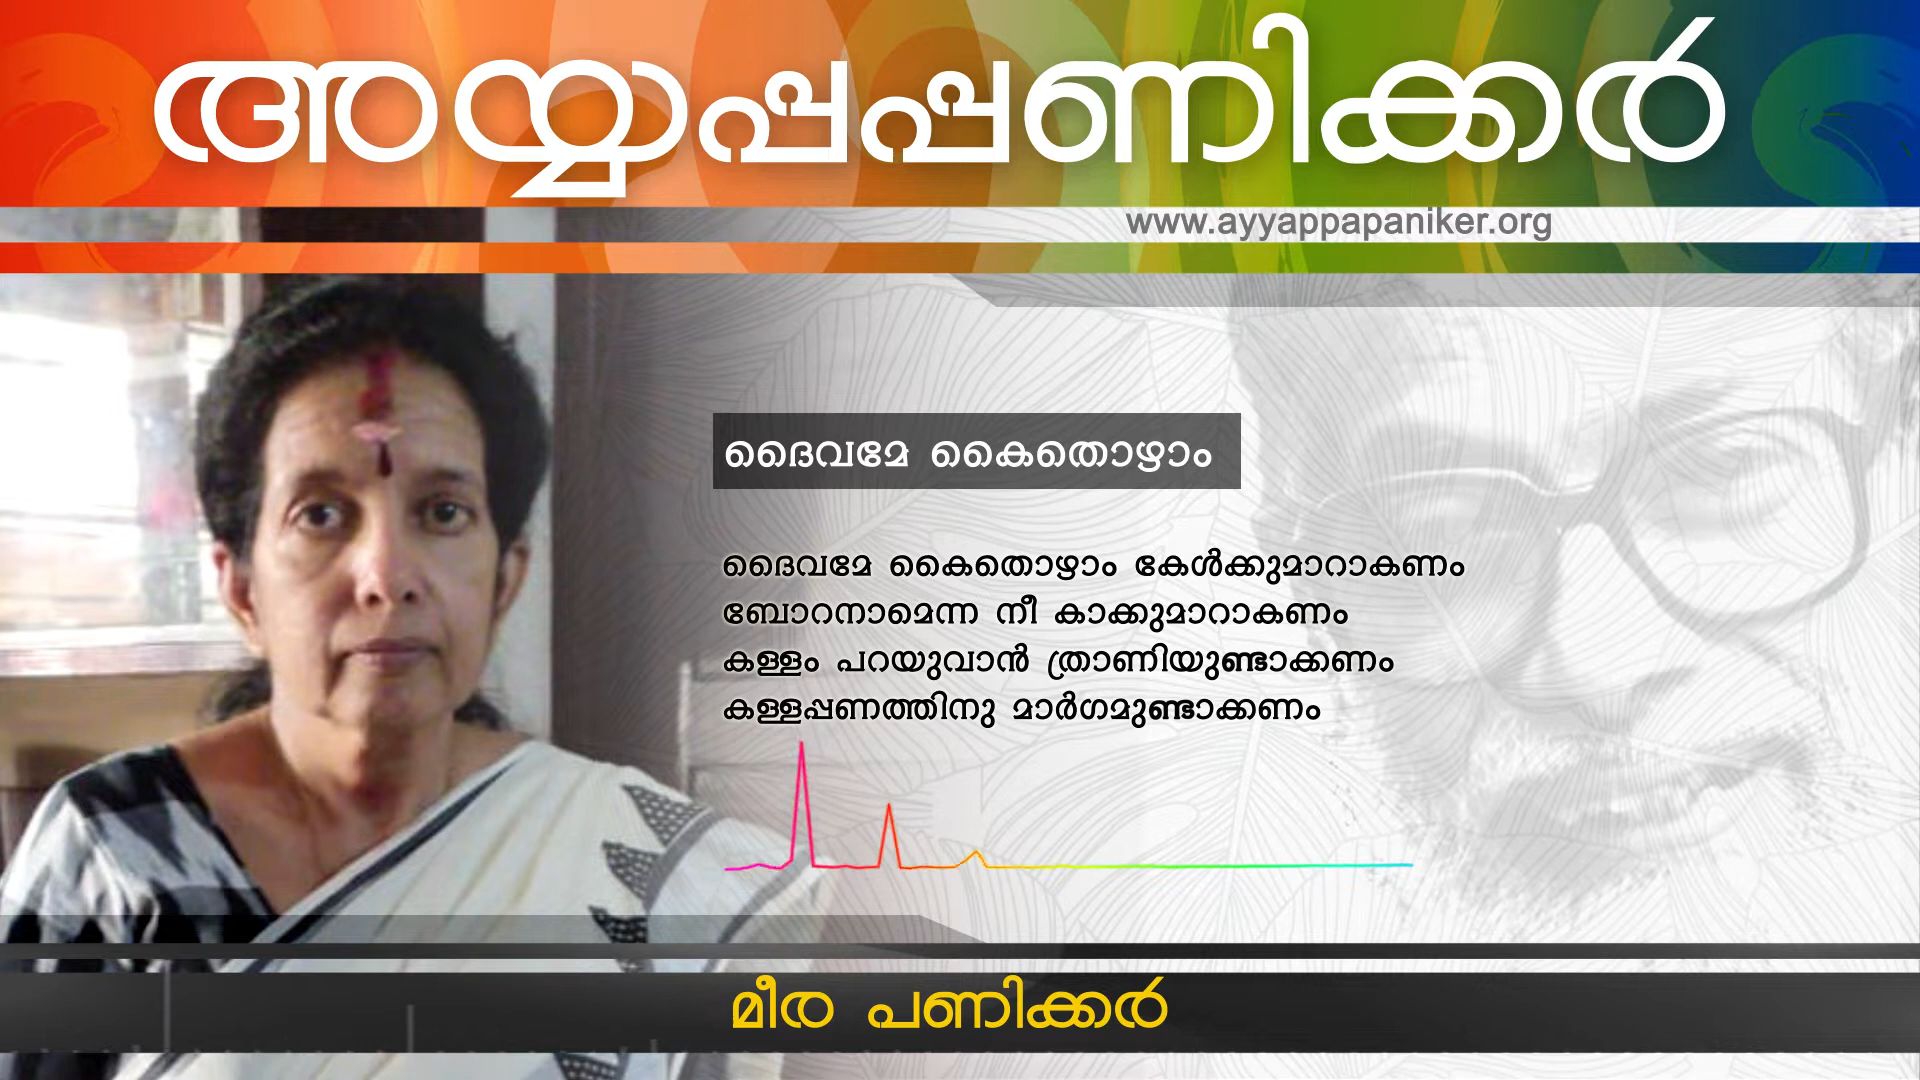 അയ്യപ്പപ്പണിക്കർ
www.ayyappapaniker.org
ദൈവമേ കൈതൊഴാം
ദൈവമേ കൈതൊഴാം കേൾക്കുമാറാകണം
ബോറനാമെന്ന നീ കാക്കുമാറാകണം
കള്ളം പറയുവാൻ ത്രാണിയുണ്ടാക്കണം
കള്ളപ്പണത്തിനു മാർഗമുണ്ടാക്കണം
മീര പണിക്കർ